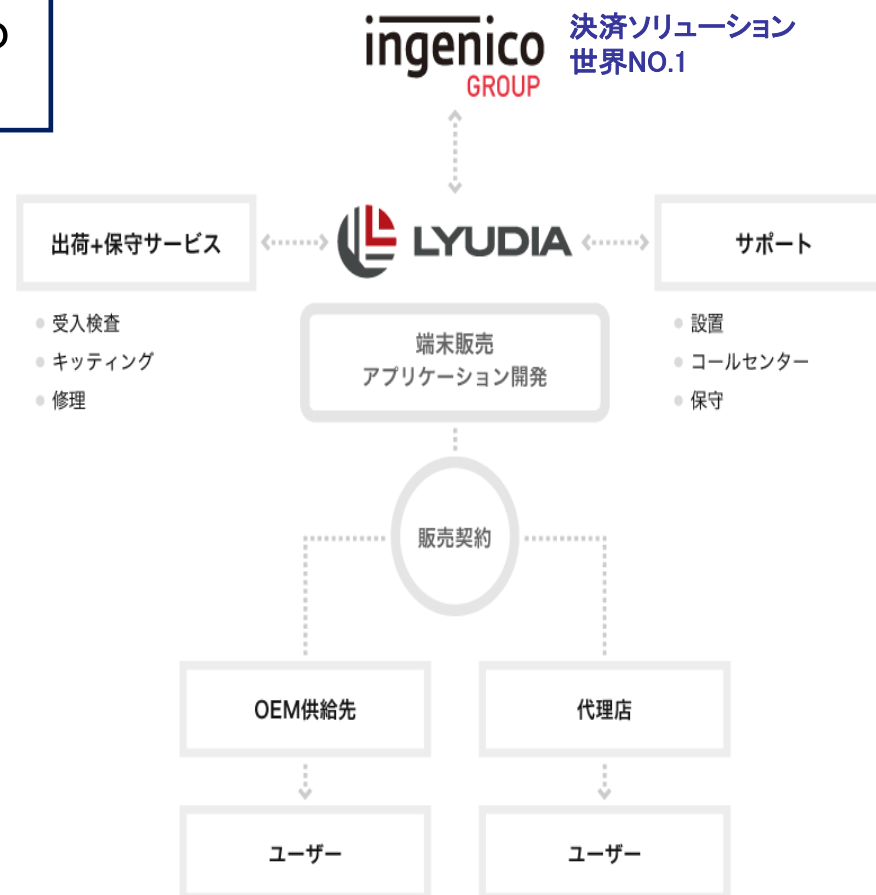 ingenico
GROUP
決済ソリューション
世界NO.1
出荷+保守サービス
LYUDIA
サポート
受入検査
キッティング
修理
端末販売
アプリケーション開発
設置
コールセンター
保守
販売契約
OEM供給先
代理店
ユーザー
ユーザー